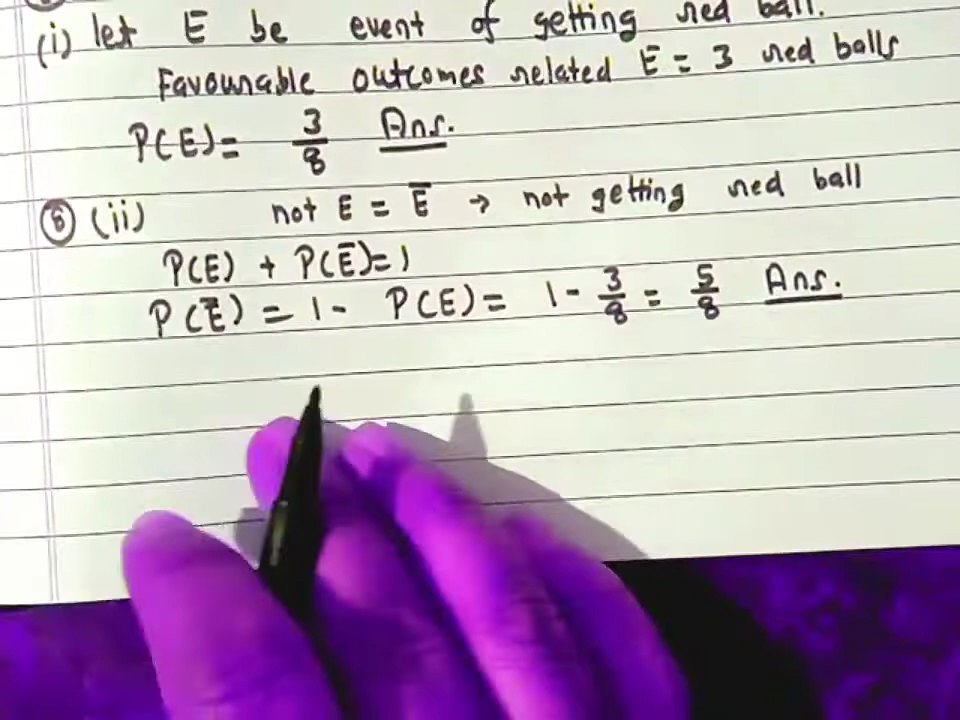 (i) let E be event of getting red ball.
Favourable outcomes related E = 3 red balls
P(E) = 3/8 Ans.
⑧ (ii) not E = E̅ → not getting red ball
P(E) + P(E̅) = 1
P(E̅) = 1 - P(E) = 1 - 3/8 = 5/8 Ans.